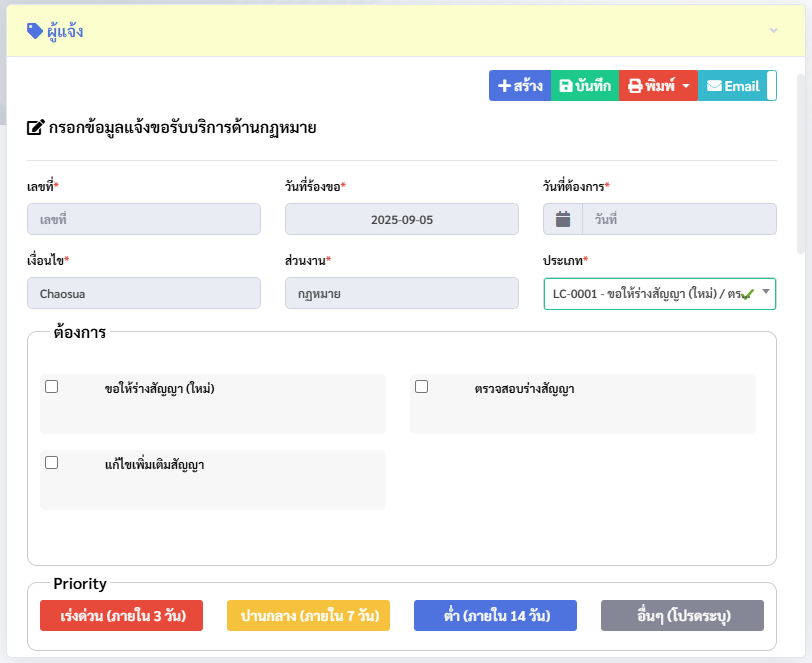 ผู้แจ้ง
สร้าง บันทึก พิมพ์ Email
กรอกข้อมูลแจ้งขอรับบริการด้านกฎหมาย
เลขที่* วันที่ร้องขอ* วันที่ต้องการ*
เลขที่ 2025-09-05 วันที่
เงื่อนไข* ส่วนงาน* ประเภท*
Chaosua กฎหมาย LC-0001 - ขอให้ร่างสัญญา (ใหม่) / ตร...
ต้องการ
ขอให้ร่างสัญญา (ใหม่) ตรวจสอบร่างสัญญา
แก้ไขเพิ่มเติมสัญญา
Priority
เร่งด่วน (ภายใน 3 วัน) ปานกลาง (ภายใน 7 วัน) ต่ำ (ภายใน 14 วัน) อื่นๆ (โปรดระบุ)